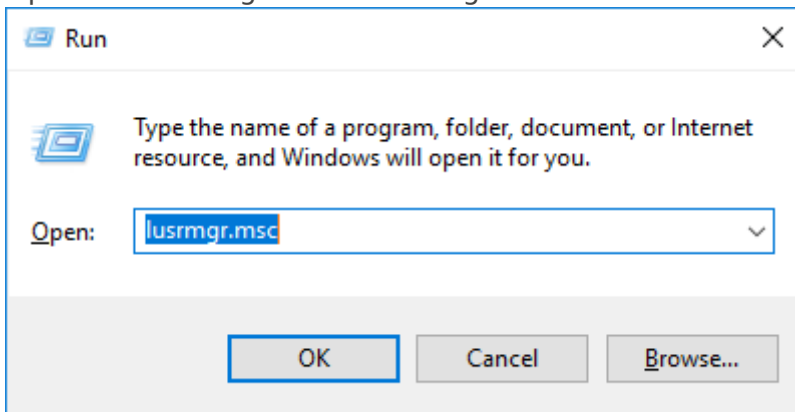 Run
Type the name of a program, folder, document, or Internet
resource, and Windows will open it for you.
Open: lusrmgr.msc
OK Cancel Browse...